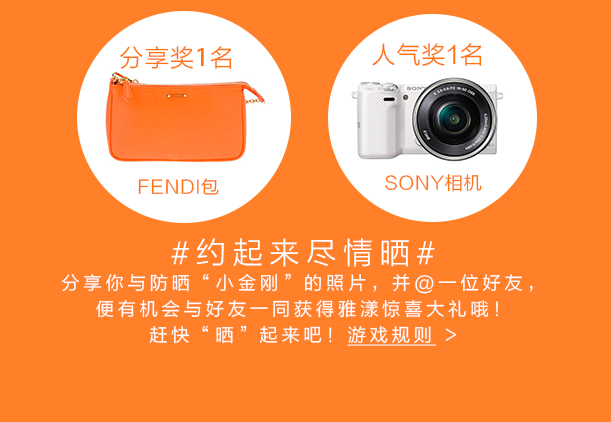 分享奖1名
人气奖1名
SONY
FENDI包
SONY相机
#约起来尽情晒#
分享你与防晒“小金刚”的照片，并@一位好友，
便有机会与好友一同获得雅漾惊喜大礼哦！
赶快“晒”起来吧！游戏规则 >